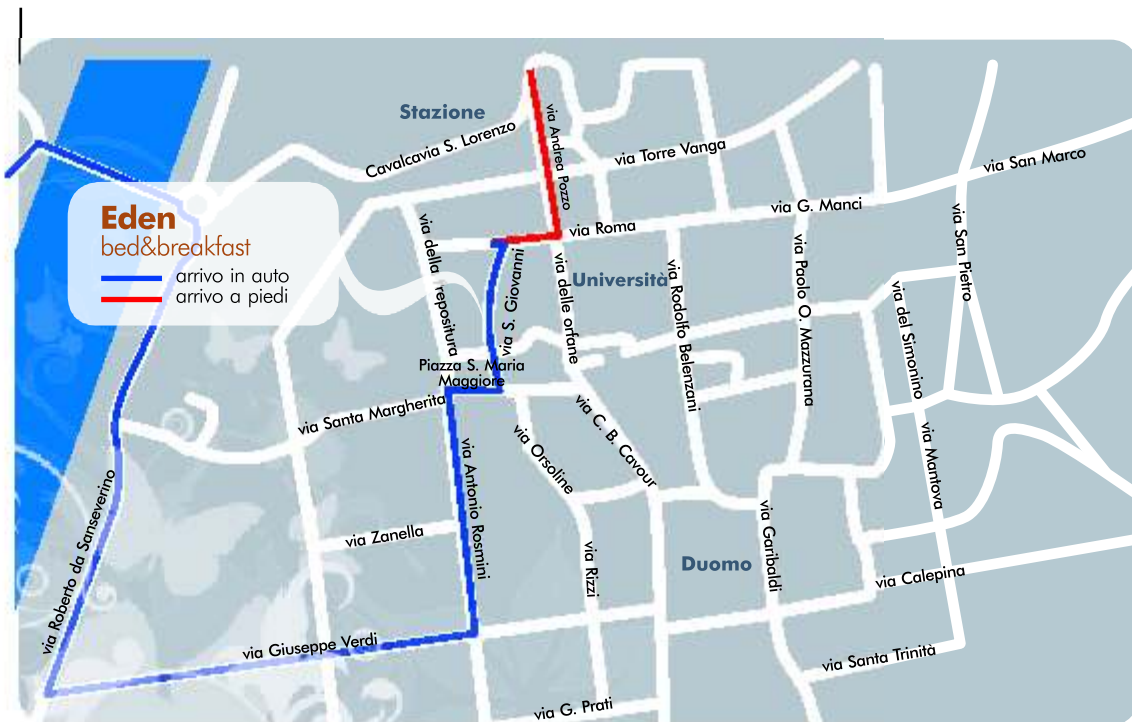 Stazione
Cavalcavia S. Lorenzo
via Andrea Pozzo
via Torre Vanga
via San Marco
Eden
bed&breakfast
arrivo in auto
arrivo a piedi
via della repositura
via S. Giovanni
via Roma
via G. Manci
via San Pietro
via delle orfane
Università
via Rodolfo Belenzani
via Paolo O. Mazzurana
via del Simonino
Piazza S. Maria
Maggiore
via Santa Margherita
via Orsoline
via C. B. Cavour
via Mantova
via Antonio Rosmini
via Roberto da Sanseverino
via Zanella
via Rizzi
Duomo
via Garibaldi
via Calepina
via Giuseppe Verdi
via Santa Trinità
via G. Prati